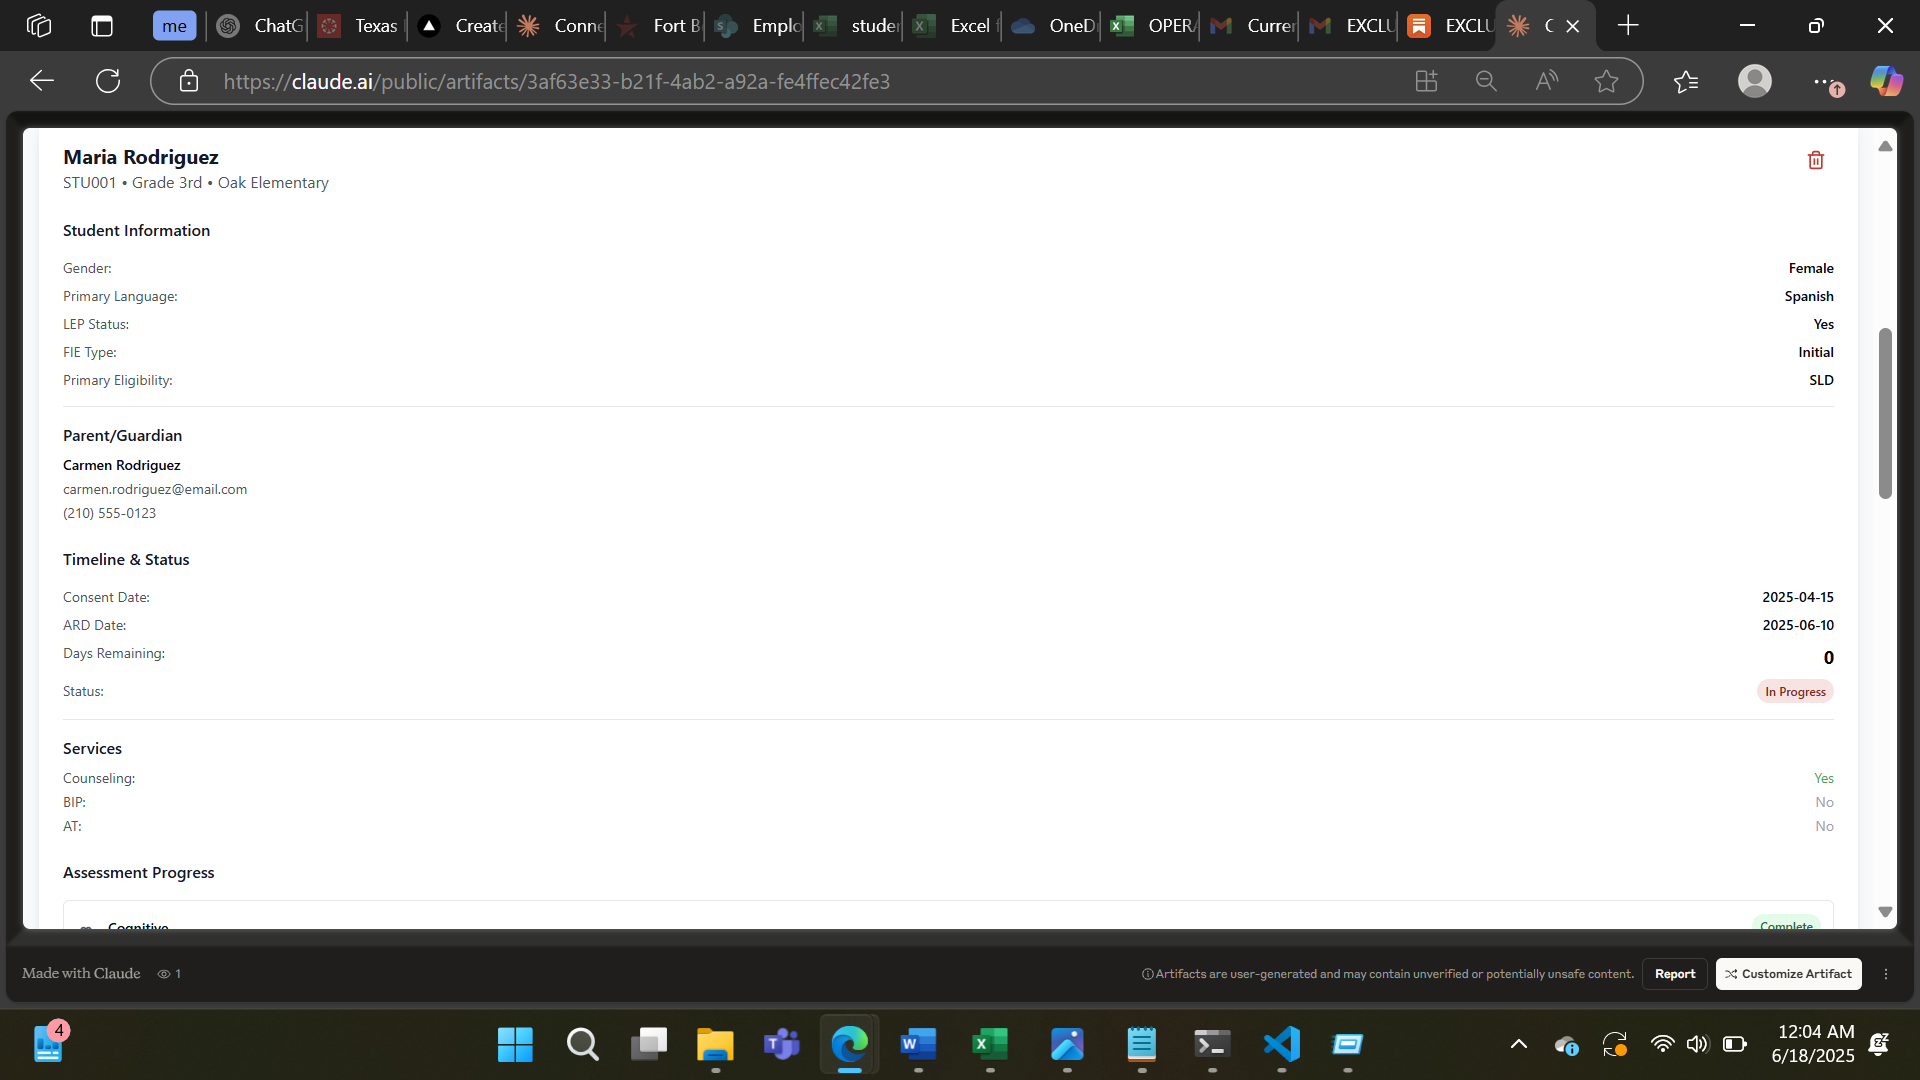 me
ChatG
Texas
Create
Conne
Fort B
Emplo
studer
Excel f
OneDr
OPERA
Currer
EXCLU
EXCLU
C
https://claude.ai/public/artifacts/3af63e33-b21f-4ab2-a92a-fe4ffec42fe3
Maria Rodriguez
STU001 • Grade 3rd • Oak Elementary
Student Information
Gender: Female
Primary Language: Spanish
LEP Status: Yes
FIE Type: Initial
Primary Eligibility: SLD
Parent/Guardian
Carmen Rodriguez
carmen.rodriguez@email.com
(210) 555-0123
Timeline & Status
Consent Date: 2025-04-15
ARD Date: 2025-06-10
Days Remaining: 0
Status: In Progress
Services
Counseling: Yes
BIP: No
AT: No
Assessment Progress
Cognitive Complete
Made with Claude 1
Artifacts are user-generated and may contain unverified or potentially unsafe content. Report Customize Artifact
4
12:04 AM
6/18/2025